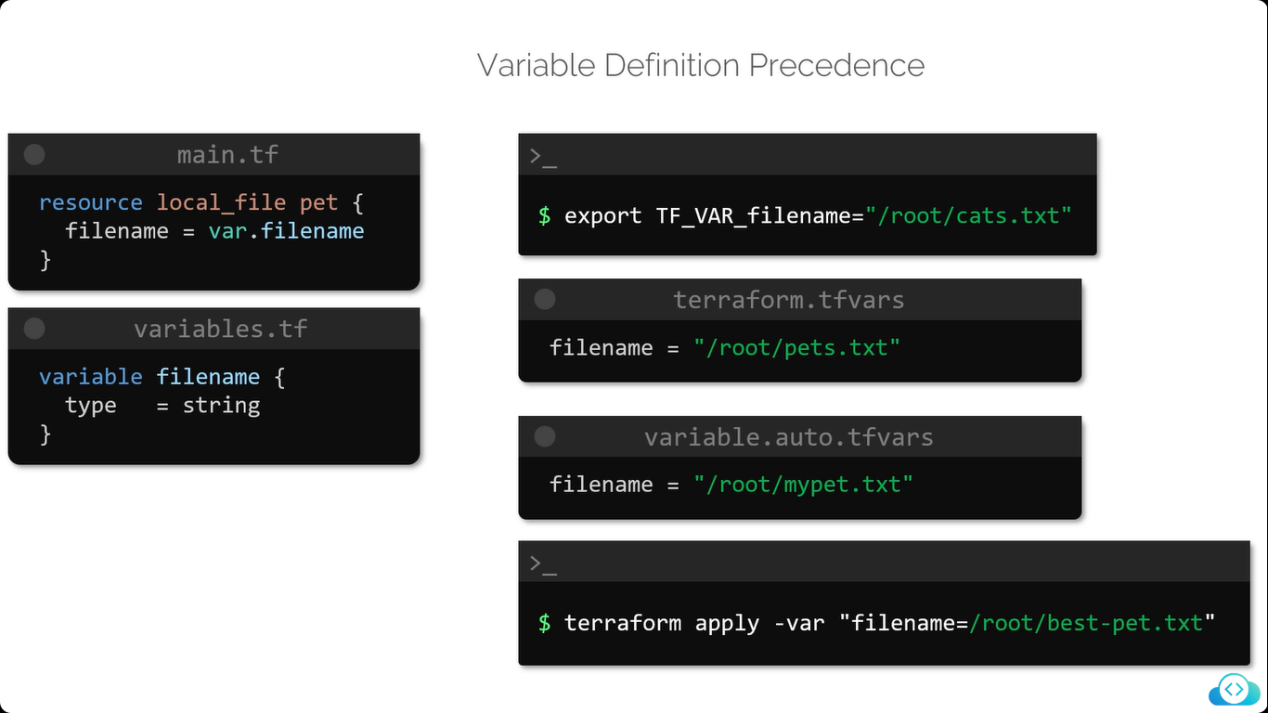 Variable Definition Precedence
main.tf
resource local_file pet {
  filename = var.filename
}
variables.tf
variable filename {
  type   = string
}
>_
$ export TF_VAR_filename="/root/cats.txt"
terraform.tfvars
filename = "/root/pets.txt"
variable.auto.tfvars
filename = "/root/mypet.txt"
>_
$ terraform apply -var "filename=/root/best-pet.txt"